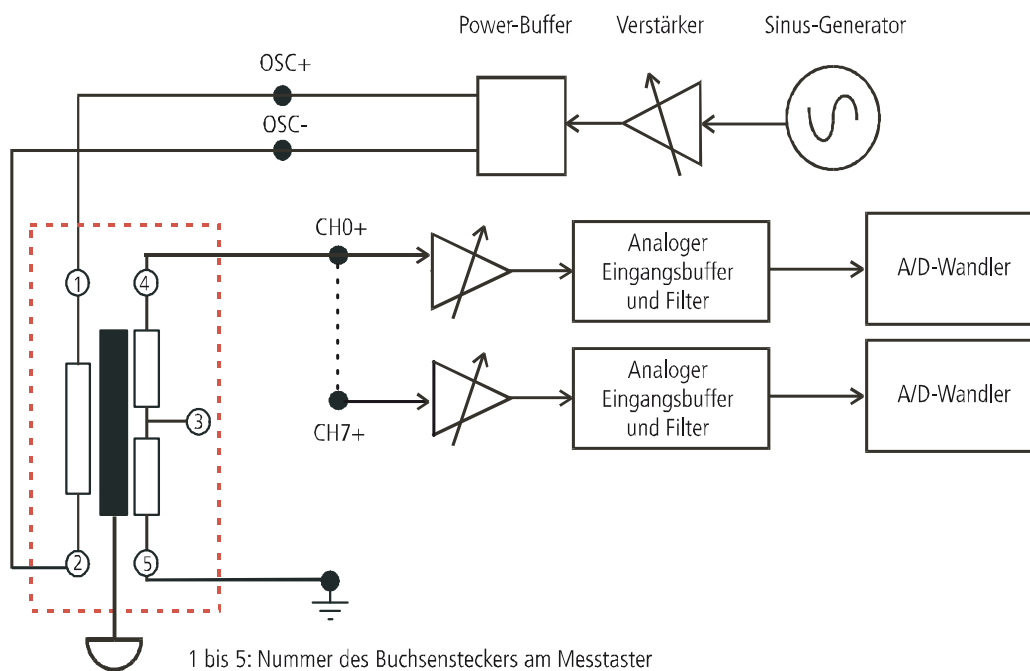 Power-Buffer Verstärker Sinus-Generator
OSC+
OSC-
CH0+
Analoger
Eingangsbuffer
und Filter
A/D-Wandler
1
4
3
CH7+
Analoger
Eingangsbuffer
und Filter
A/D-Wandler
2
5
1 bis 5: Nummer des Buchsensteckers am Messtaster